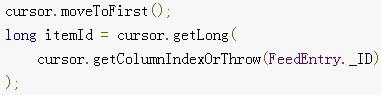 cursor.moveToFirst();
long itemId = cursor.getLong(
    cursor.getColumnIndexOrThrow(FeedEntry._ID)
);